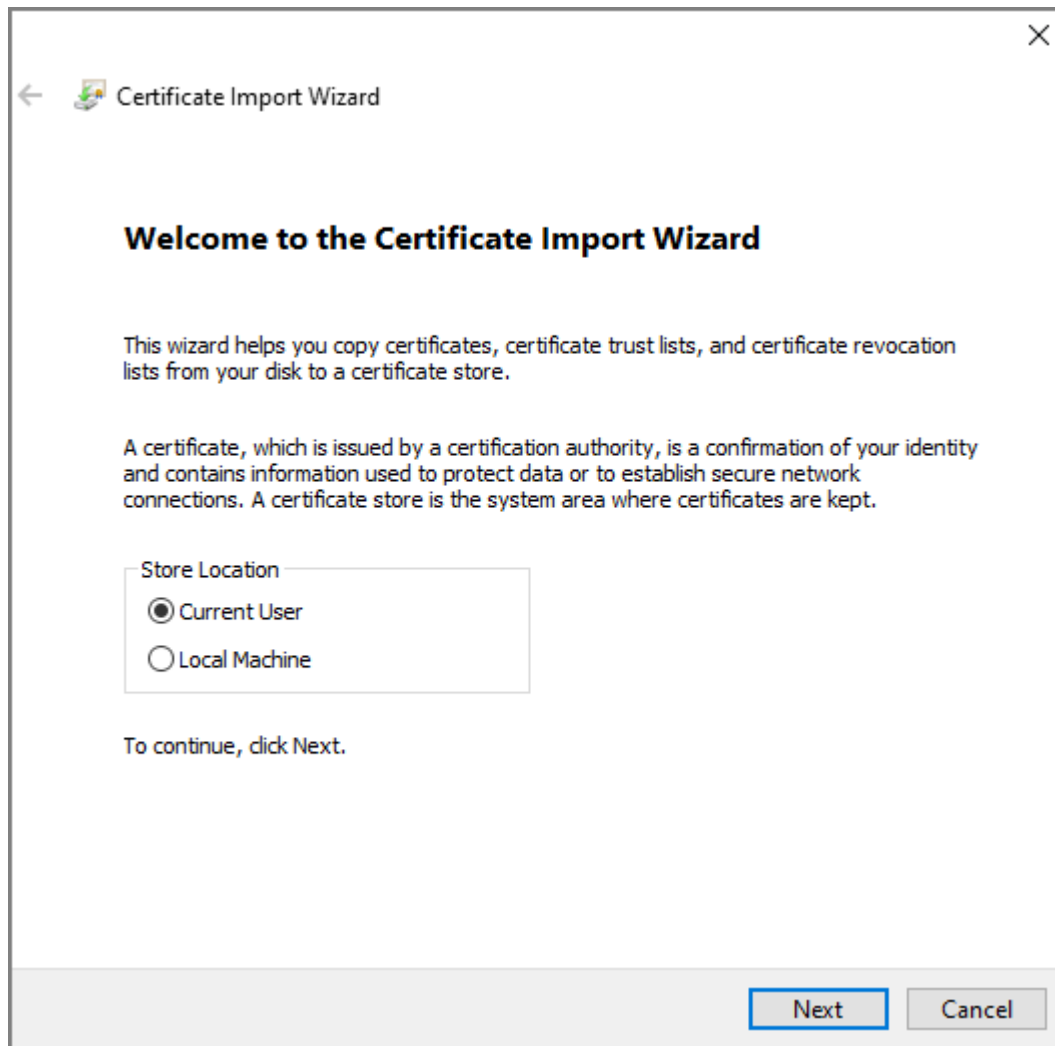 Certificate Import Wizard
Welcome to the Certificate Import Wizard
This wizard helps you copy certificates, certificate trust lists, and certificate revocation
lists from your disk to a certificate store.
A certificate, which is issued by a certification authority, is a confirmation of your identity
and contains information used to protect data or to establish secure network
connections. A certificate store is the system area where certificates are kept.
Store Location
Current User
Local Machine
To continue, click Next.
Next
Cancel